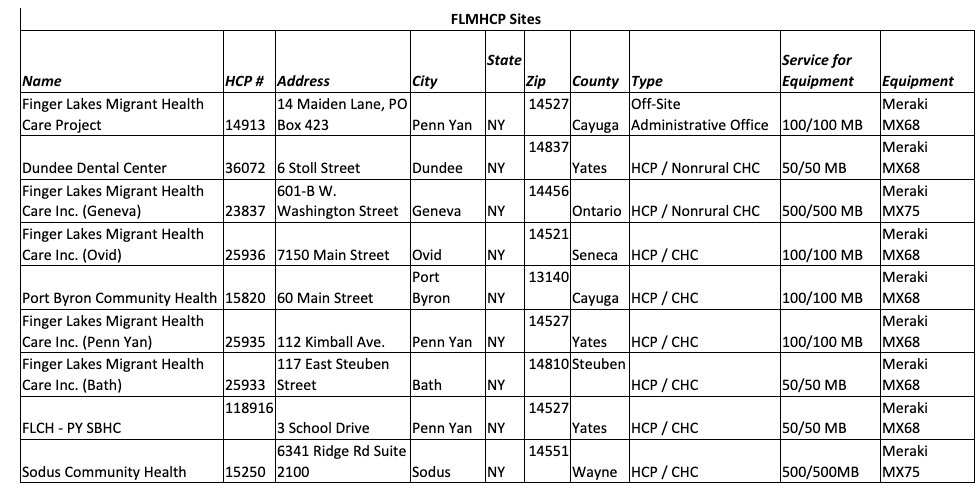 FLMHCP Sites
Name HCP # Address City State Zip County Type Service for Equipment Equipment
Finger Lakes Migrant Health Care Project 14913 14 Maiden Lane, PO Box 423 Penn Yan NY 14527 Cayuga Off-Site Administrative Office 100/100 MB Meraki MX68
Dundee Dental Center 36072 6 Stoll Street Dundee NY 14837 Yates HCP / Nonrural CHC 50/50 MB Meraki MX68
Finger Lakes Migrant Health Care Inc. (Geneva) 23837 601-B W. Washington Street Geneva NY 14456 Ontario HCP / Nonrural CHC 500/500 MB Meraki MX75
Finger Lakes Migrant Health Care Inc. (Ovid) 25936 7150 Main Street Ovid NY 14521 Seneca HCP / CHC 100/100 MB Meraki MX68
Port Byron Community Health 15820 60 Main Street Port Byron NY 13140 Cayuga HCP / CHC 100/100 MB Meraki MX68
Finger Lakes Migrant Health Care Inc. (Penn Yan) 25935 112 Kimball Ave. Penn Yan NY 14527 Yates HCP / CHC 100/100 MB Meraki MX68
Finger Lakes Migrant Health Care Inc. (Bath) 25933 117 East Steuben Street Bath NY 14810 Steuben HCP / CHC 50/50 MB Meraki MX68
FLCH - PY SBHC 118916 3 School Drive Penn Yan NY 14527 Yates HCP / CHC 50/50 MB Meraki MX68
Sodus Community Health 15250 6341 Ridge Rd Suite 2100 Sodus NY 14551 Wayne HCP / CHC 500/500MB Meraki MX75